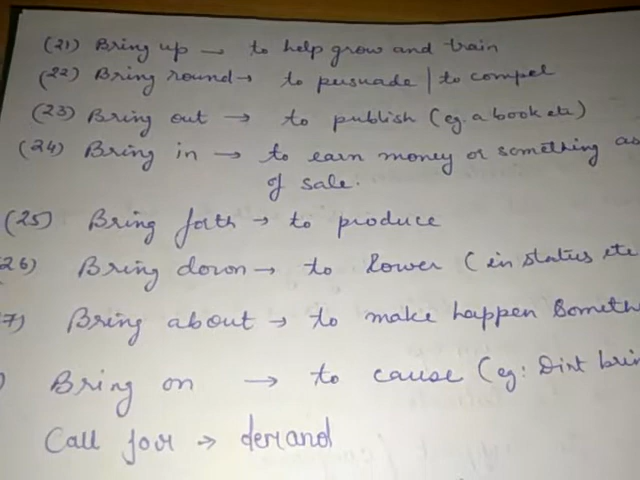 (21) Bring up → to help grow and train
(22) Bring round → to pusuade | to compel
(23) Bring out → to publish (eg. a book etc)
(24) Bring in → to earn money or something as
of sale.
(25) Bring forth → to produce
26) Bring down → to lower (in status etc
7) Bring about → to make happen Someth
) Bring on → to cause (eg: Dirt brin
Call for → demand